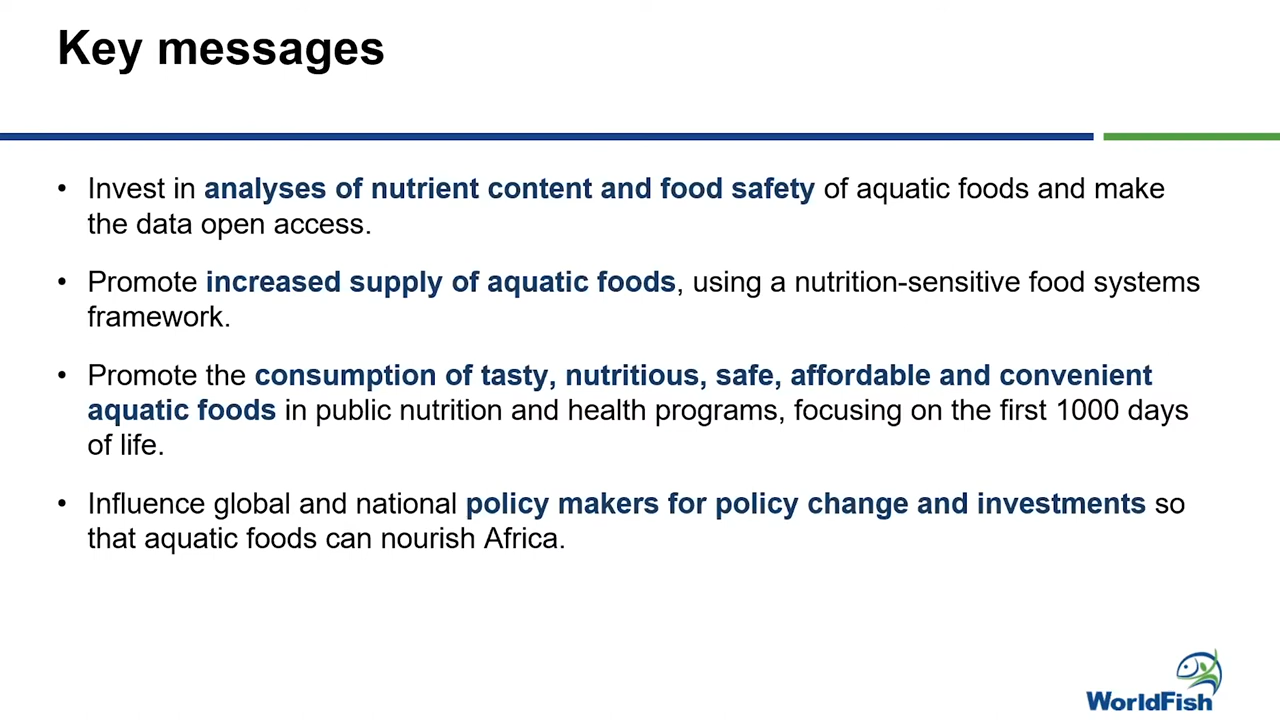 Key messages
• Invest in analyses of nutrient content and food safety of aquatic foods and make
the data open access.
• Promote increased supply of aquatic foods, using a nutrition-sensitive food systems
framework.
• Promote the consumption of tasty, nutritious, safe, affordable and convenient
aquatic foods in public nutrition and health programs, focusing on the first 1000 days
of life.
• Influence global and national policy makers for policy change and investments so
that aquatic foods can nourish Africa.
WorldFish